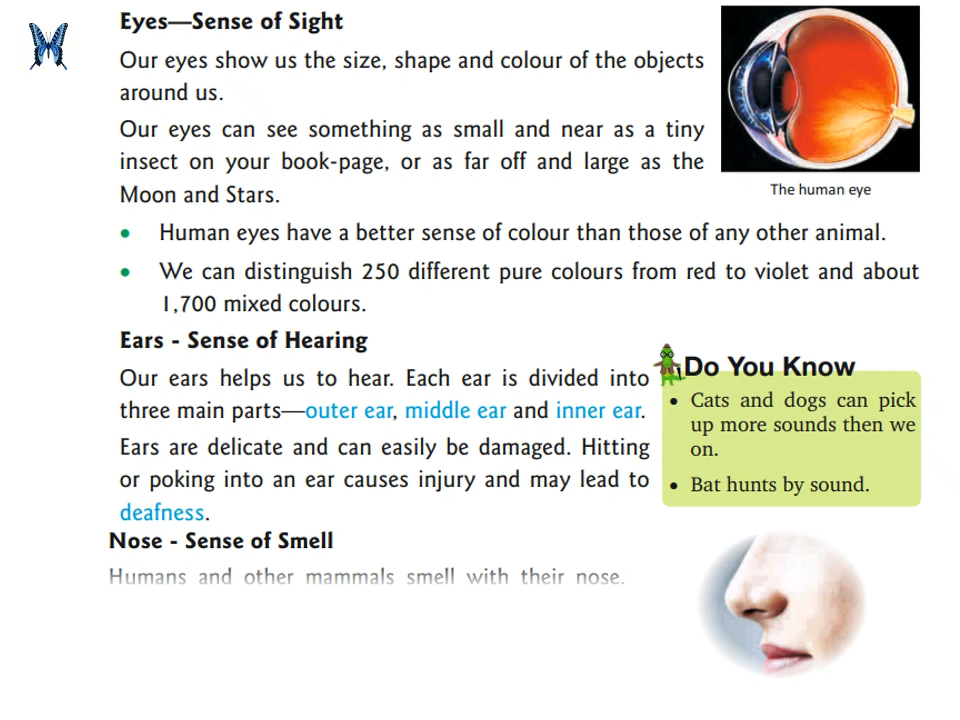 Eyes—Sense of Sight
Our eyes show us the size, shape and colour of the objects
around us.
Our eyes can see something as small and near as a tiny
insect on your book-page, or as far off and large as the
Moon and Stars.
The human eye
• Human eyes have a better sense of colour than those of any other animal.
• We can distinguish 250 different pure colours from red to violet and about
1,700 mixed colours.
Ears - Sense of Hearing
Our ears helps us to hear. Each ear is divided into
three main parts—outer ear, middle ear and inner ear.
Ears are delicate and can easily be damaged. Hitting
or poking into an ear causes injury and may lead to
deafness.
Do You Know
• Cats and dogs can pick
up more sounds then we
on.
• Bat hunts by sound.
Nose - Sense of Smell
Humans and other mammals smell with their nose.